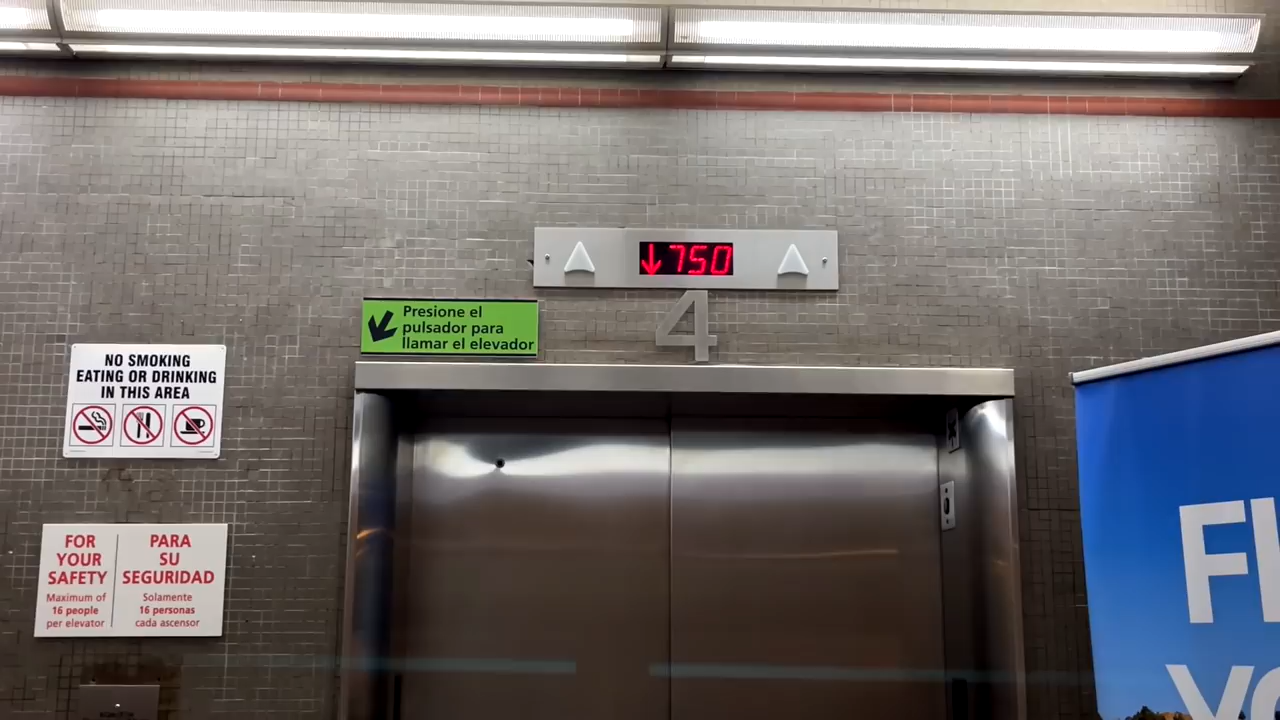 ↓750
4
Presione el
pulsador para
llamar el elevador
NO SMOKING
EATING OR DRINKING
IN THIS AREA
FOR
YOUR
SAFETY
Maximum of
16 people
per elevator
PARA
SU
SEGURIDAD
Solamente
16 personas
cada ascensor